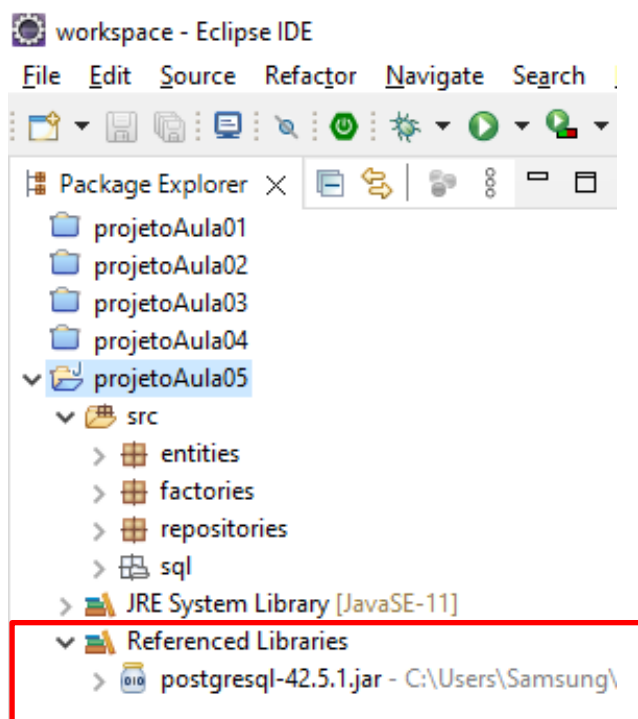 workspace - Eclipse IDE
File Edit Source Refactor Navigate Search
Package Explorer
projetoAula01
projetoAula02
projetoAula03
projetoAula04
projetoAula05
src
entities
factories
repositories
sql
JRE System Library [JavaSE-11]
Referenced Libraries
postgresql-42.5.1.jar - C:\Users\Samsung\